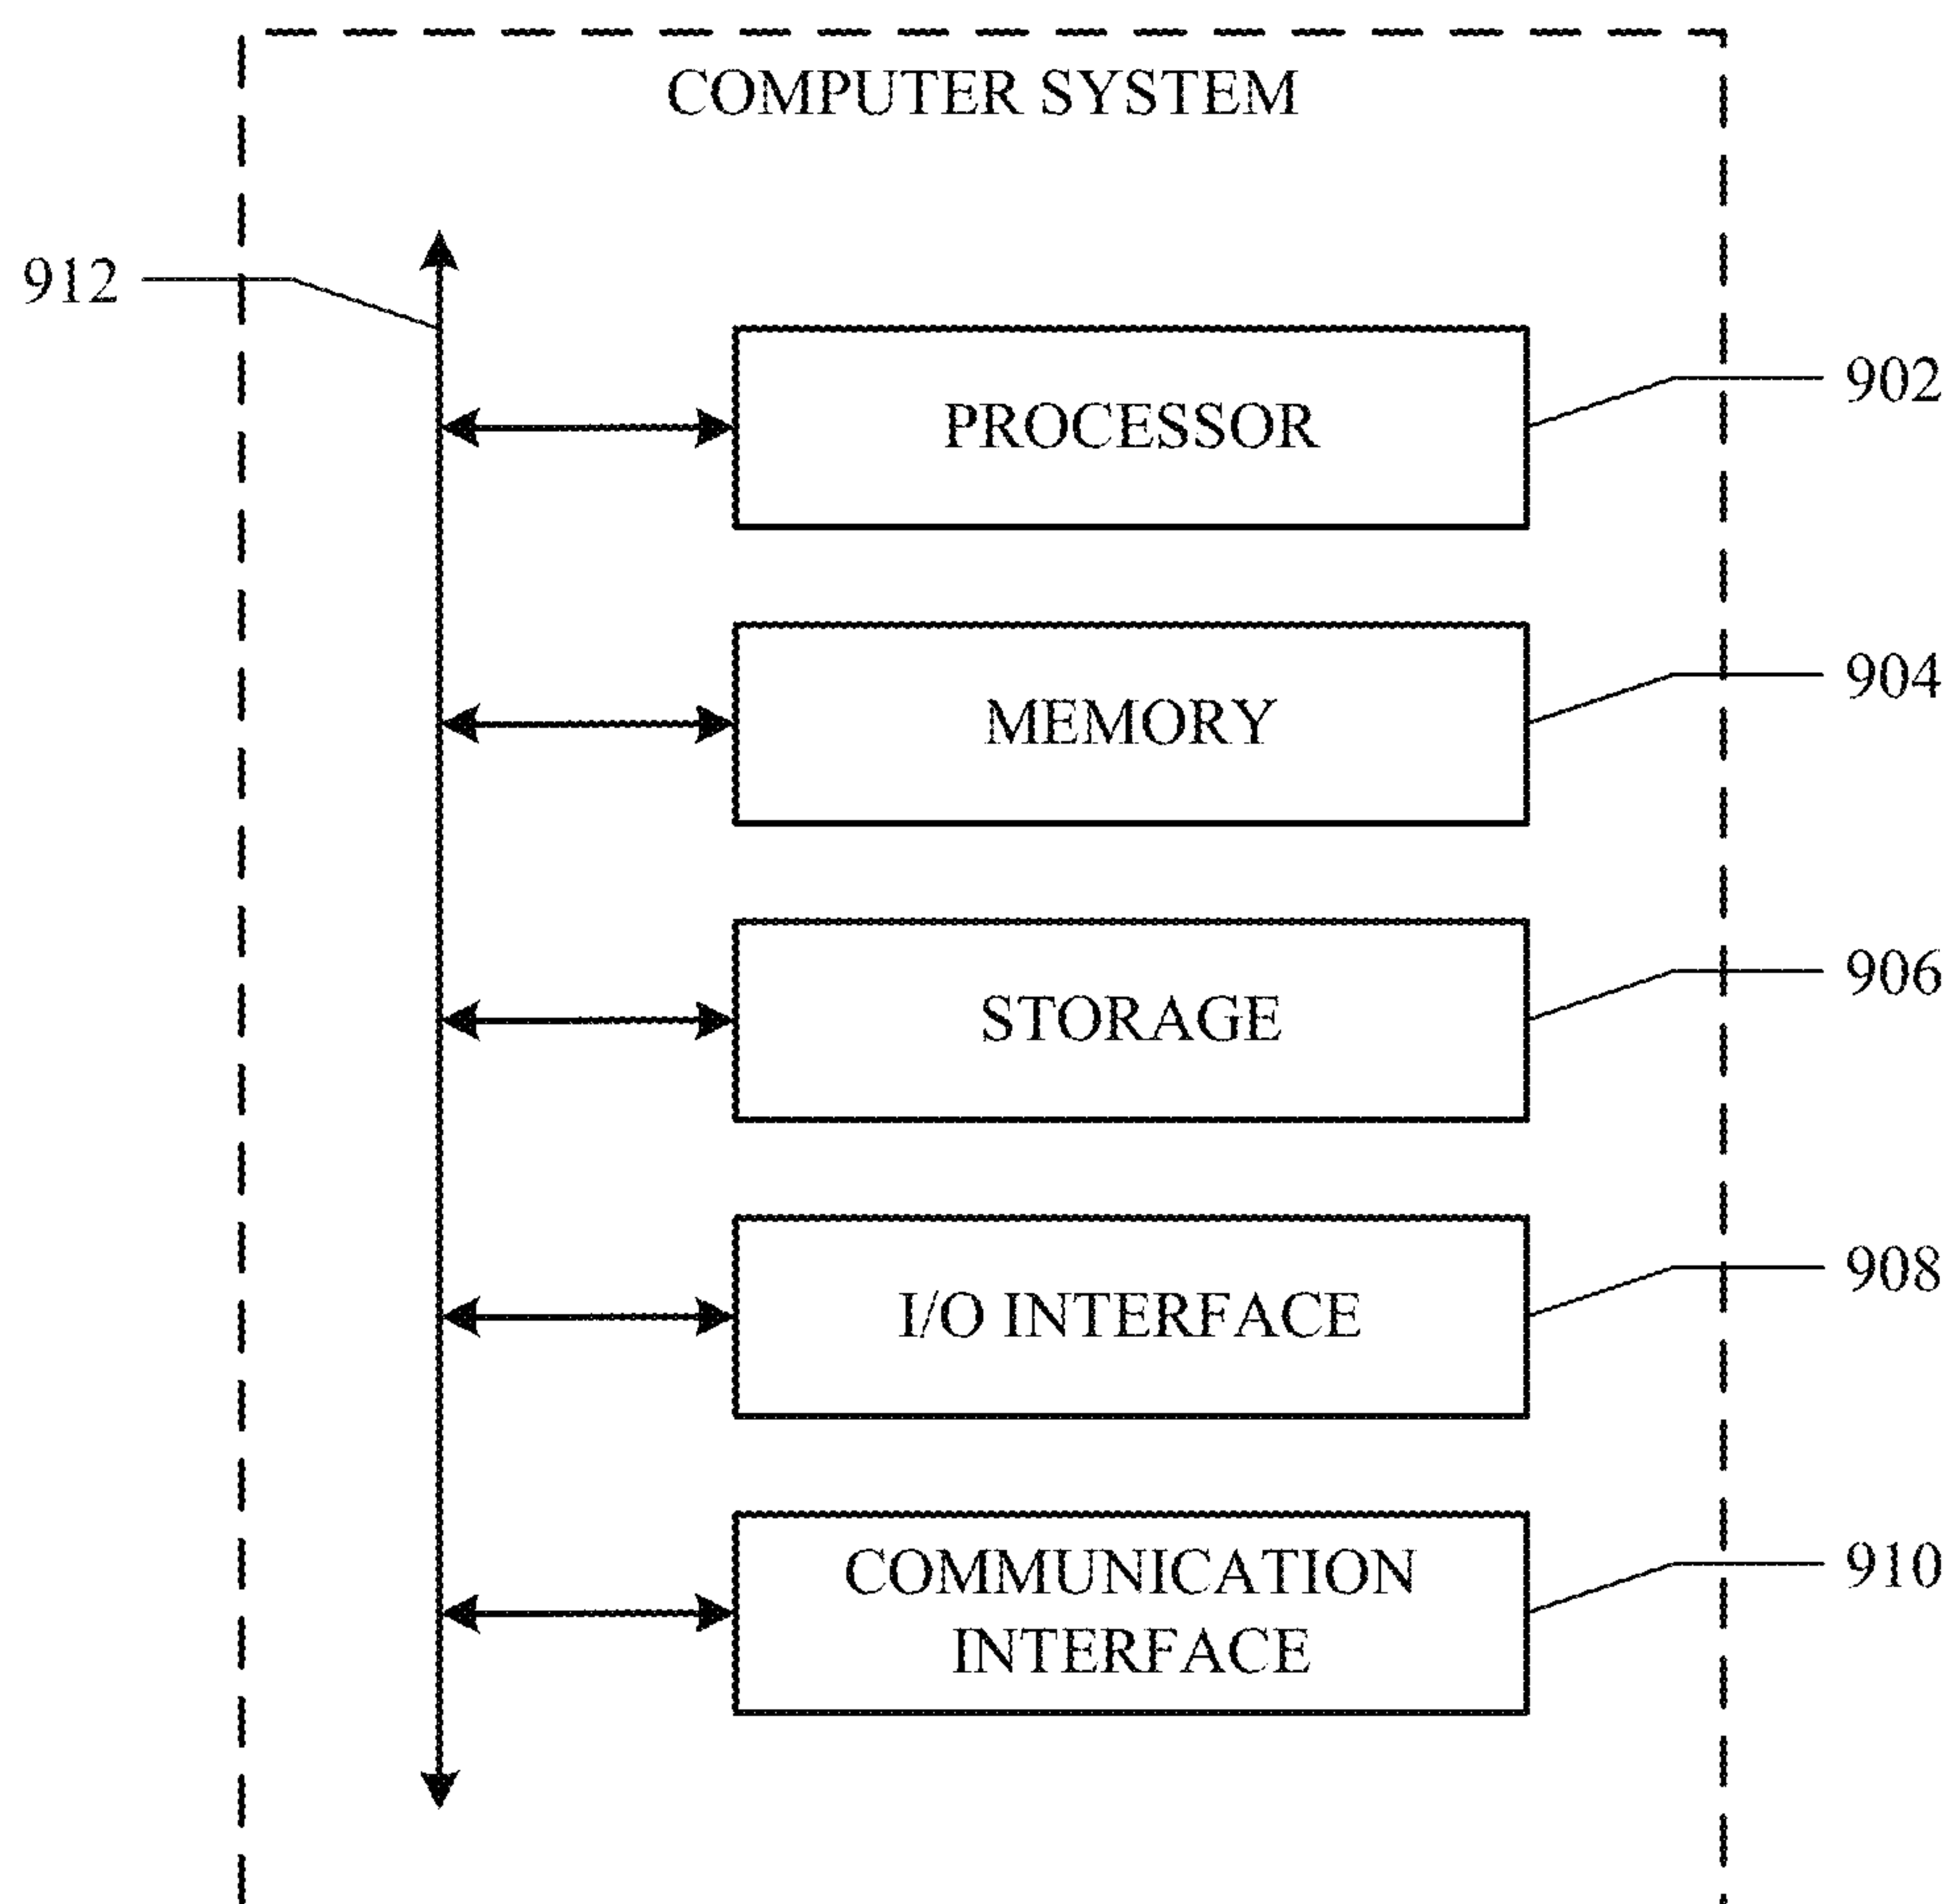 COMPUTER SYSTEM
912
PROCESSOR
902
MEMORY
904
STORAGE
906
I/O INTERFACE
908
COMMUNICATION
INTERFACE
910